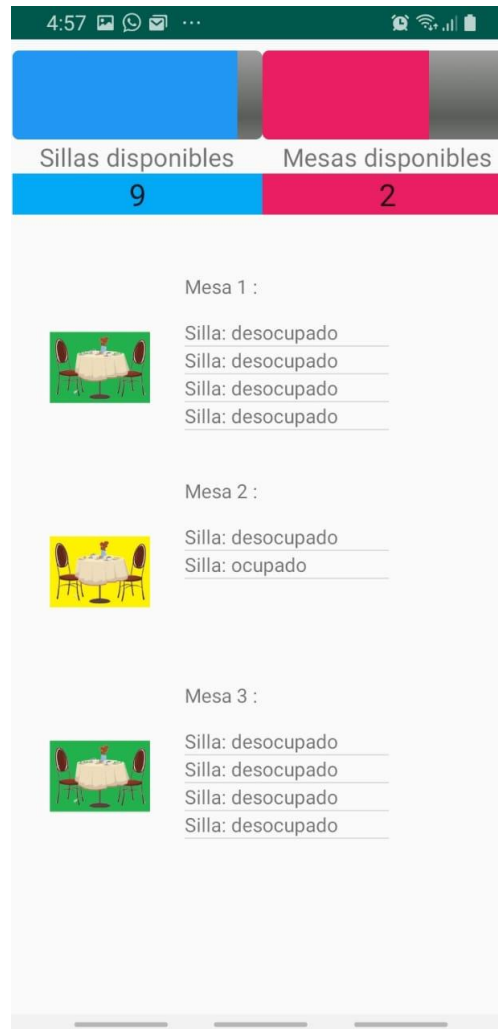 4:57
Sillas disponibles
Mesas disponibles
9
2
Mesa 1 :
Silla: desocupado
Silla: desocupado
Silla: desocupado
Silla: desocupado
Mesa 2 :
Silla: desocupado
Silla: ocupado
Mesa 3 :
Silla: desocupado
Silla: desocupado
Silla: desocupado
Silla: desocupado